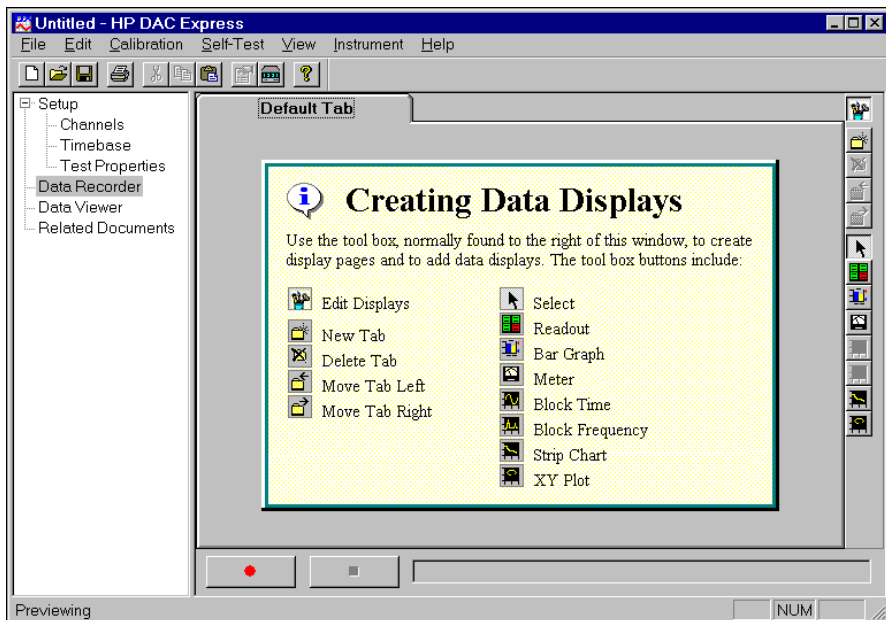 Untitled - HP DAC Express
File Edit Calibration Self-Test View Instrument Help
Setup
Channels
Timebase
Test Properties
Data Recorder
Data Viewer
Related Documents
Default Tab
Creating Data Displays
Use the tool box, normally found to the right of this window, to create
display pages and to add data displays. The tool box buttons include:
Edit Displays
New Tab
Delete Tab
Move Tab Left
Move Tab Right
Select
Readout
Bar Graph
Meter
Block Time
Block Frequency
Strip Chart
XY Plot
Previewing
NUM